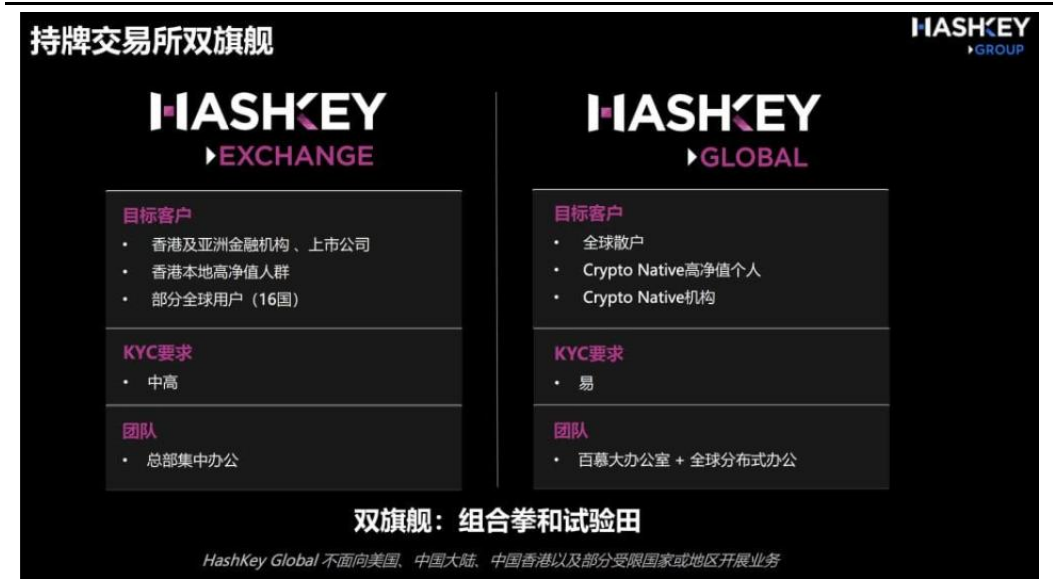 持牌交易所双旗舰
HASHKEY
GROUP
HASHKEY
EXCHANGE
目标客户
• 香港及亚洲金融机构、上市公司
• 香港本地高净值人群
• 部分全球用户（16国）
KYC要求
• 中高
团队
• 总部集中办公
HASHKEY
GLOBAL
目标客户
• 全球散户
• Crypto Native高净值个人
• Crypto Native机构
KYC要求
• 易
团队
• 百慕大办公室 + 全球分布式办公
双旗舰：组合拳和试验田
HashKey Global 不面向美国、中国大陆、中国香港以及部分受限国家或地区开展业务